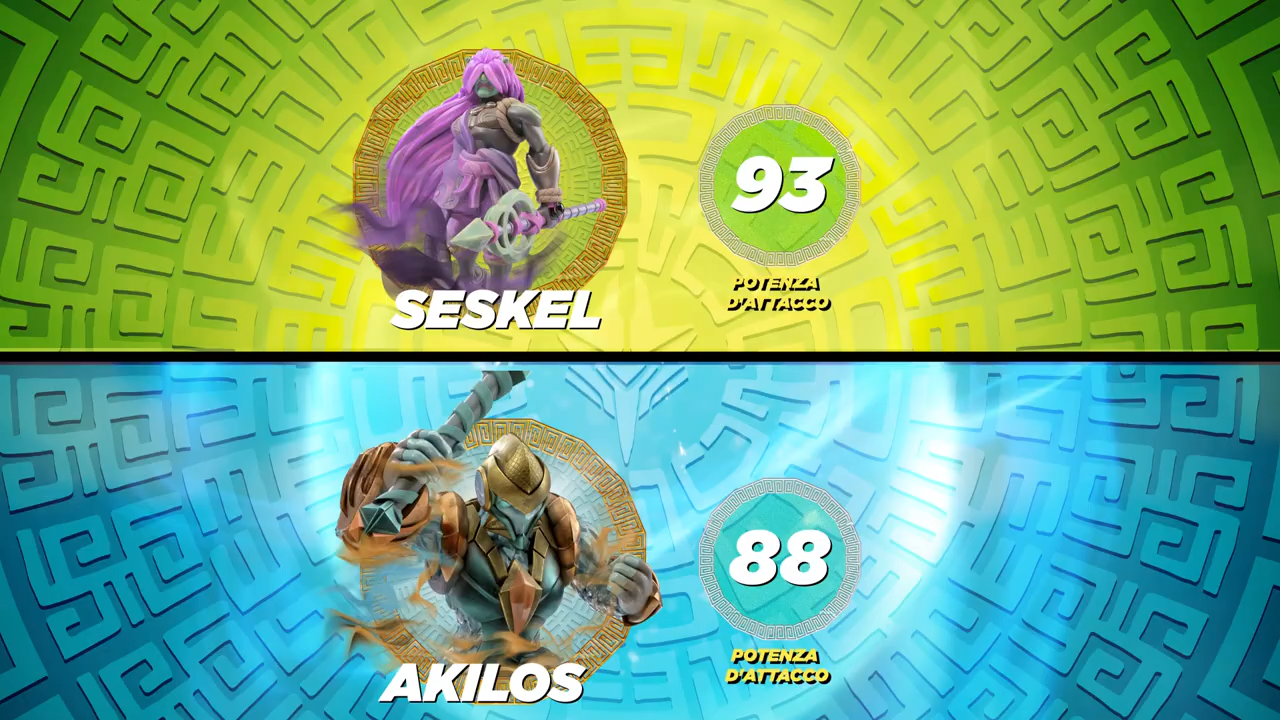 93
POTENZA
D'ATTACCO
SESKEL
88
POTENZA
D'ATTACCO
AKILOS